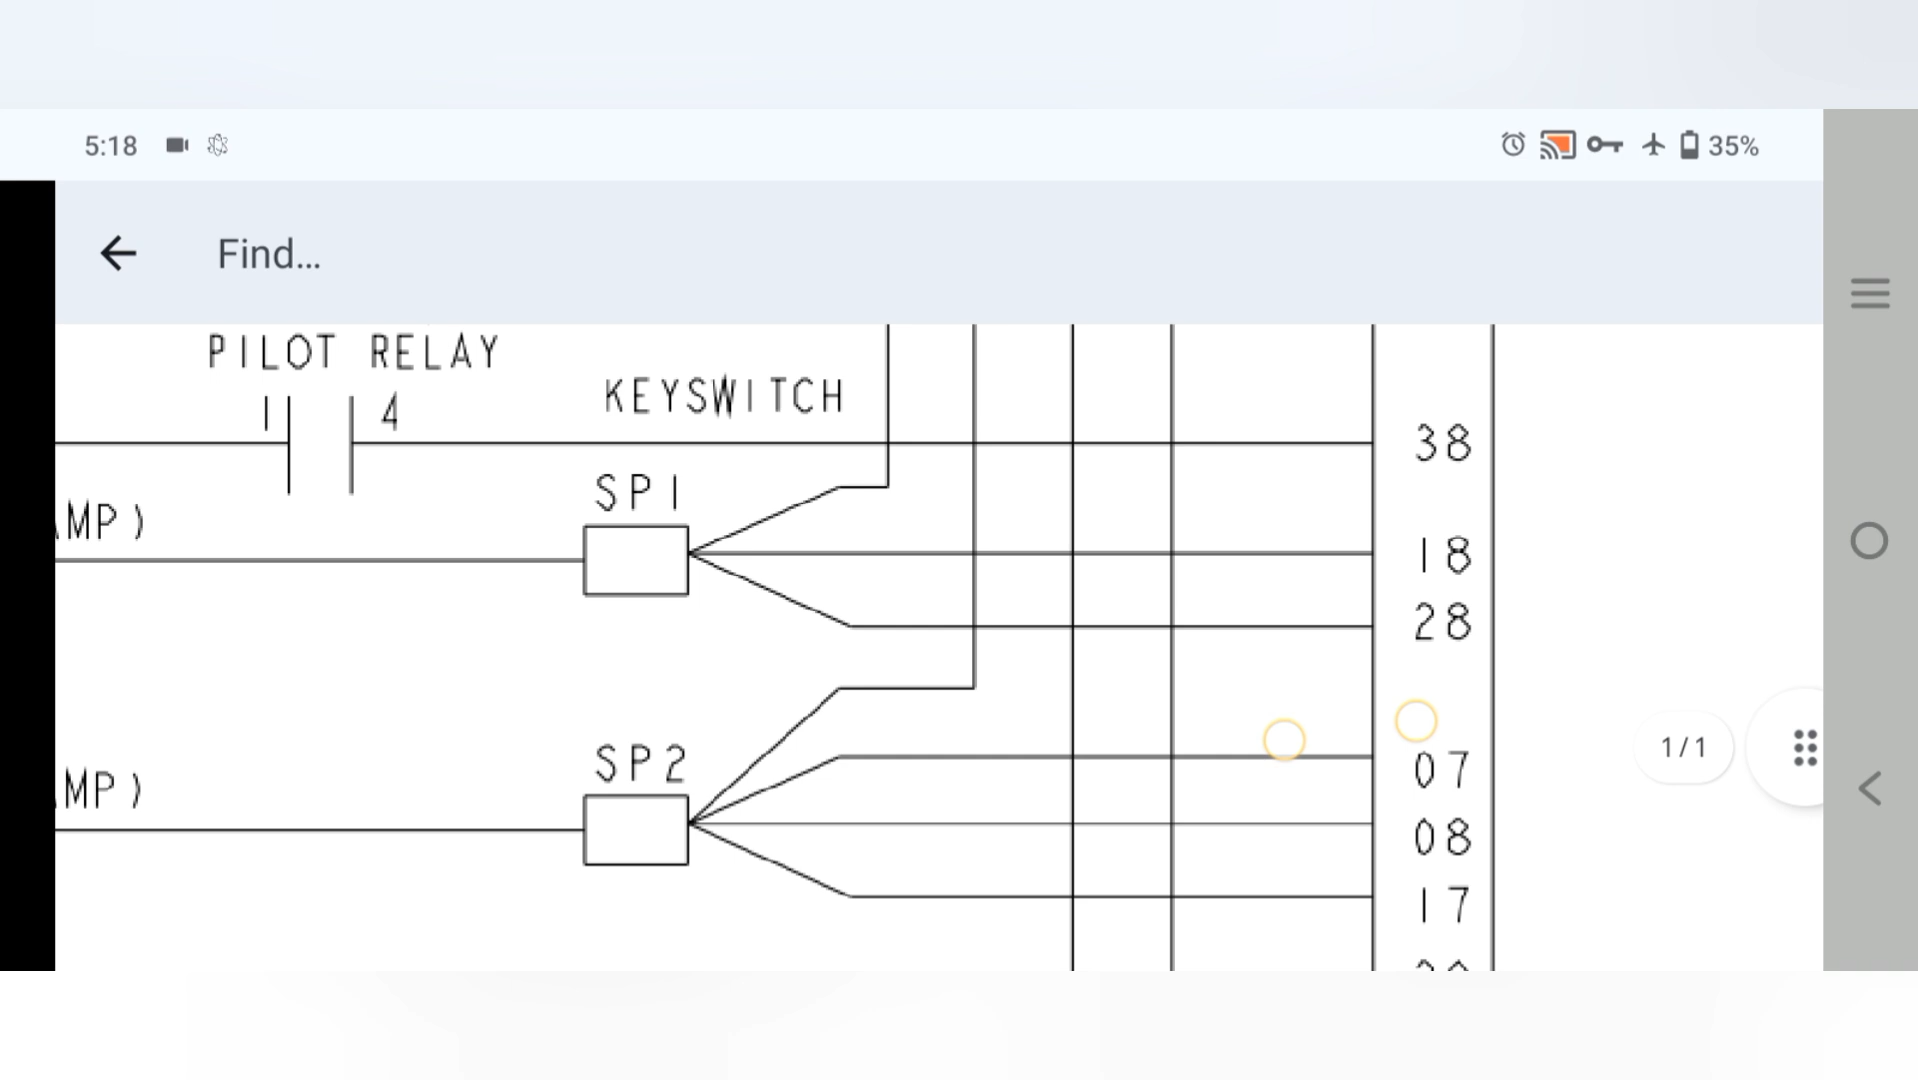 5:18 35%
Find...
PILOT RELAY
1 4
KEYSWITCH
38
SP1
MP)
18
28
SP2
MP)
07
08
17
1/1